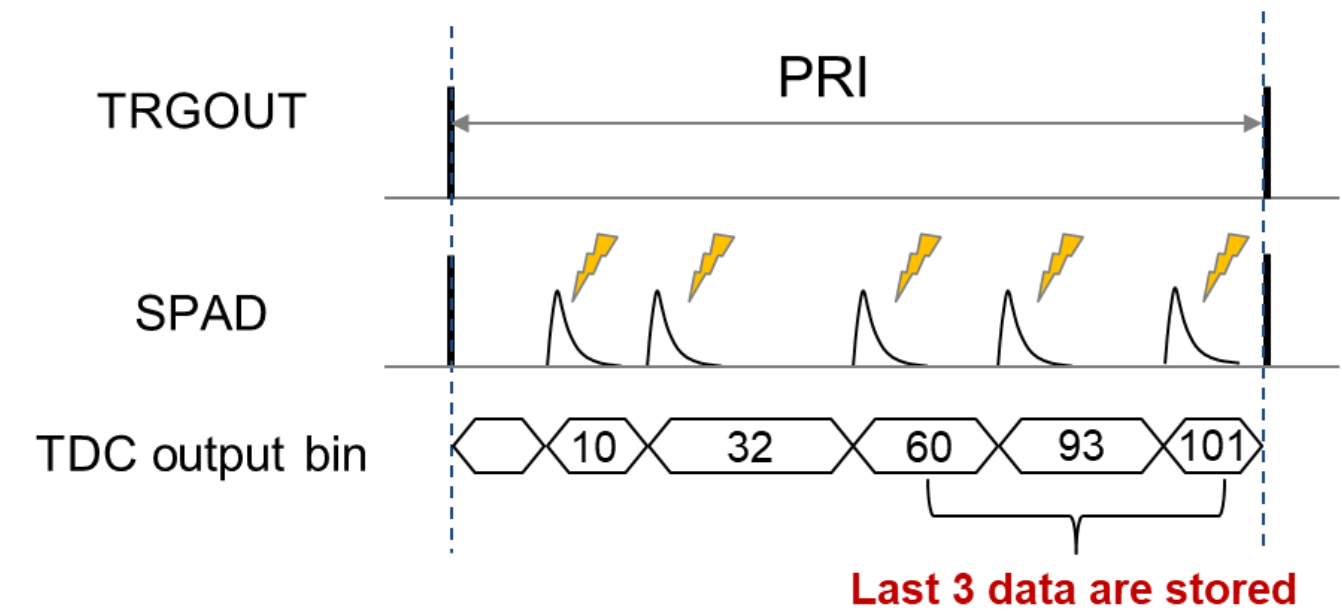 PRI
TRGOUT
SPAD
TDC output bin 10 32 60 93 101
Last 3 data are stored